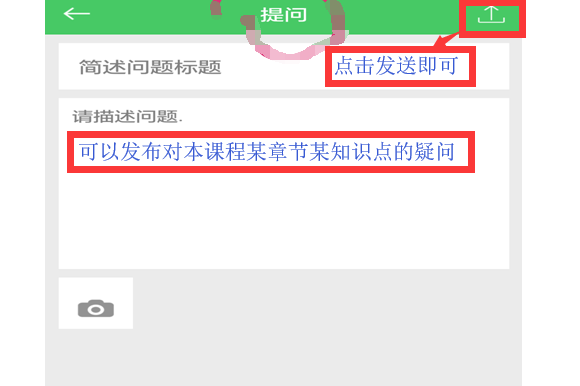 提问
简述问题标题
点击发送即可
请描述问题.
可以发布对本课程某章节某知识点的疑问